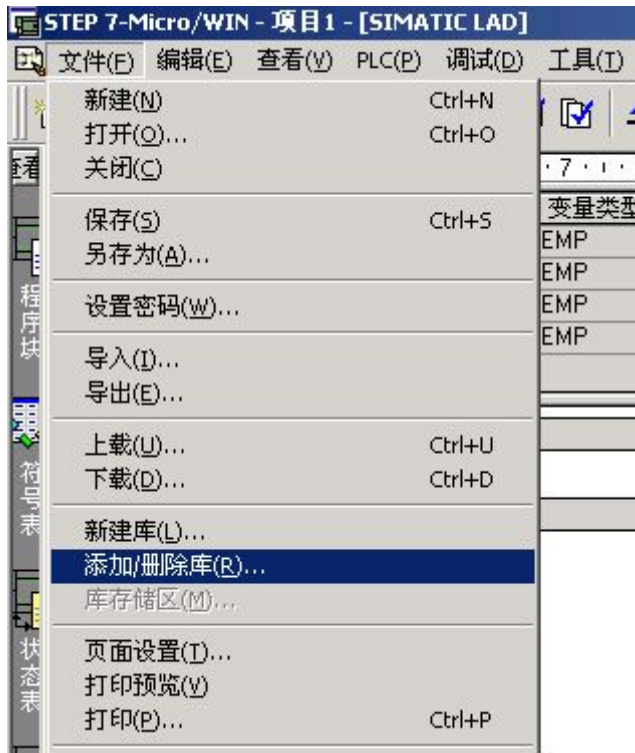 STEP 7-Micro/WIN - 项目1 - [SIMATIC LAD]
文件(F) 编辑(E) 查看(V) PLC(P) 调试(D) 工具(T)
新建(N) Ctrl+N
打开(O)... Ctrl+O
关闭(C)
保存(S) Ctrl+S
另存为(A)...
设置密码(W)...
导入(I)...
导出(E)...
上载(U)... Ctrl+U
下载(D)... Ctrl+D
新建库(L)...
添加/删除库(R)...
库存储区(M)...
页面设置(T)...
打印预览(V)
打印(P)... Ctrl+P
查看
程序块
符号表
状态表
·7·ı·
变量类型
EMP
EMP
EMP
EMP